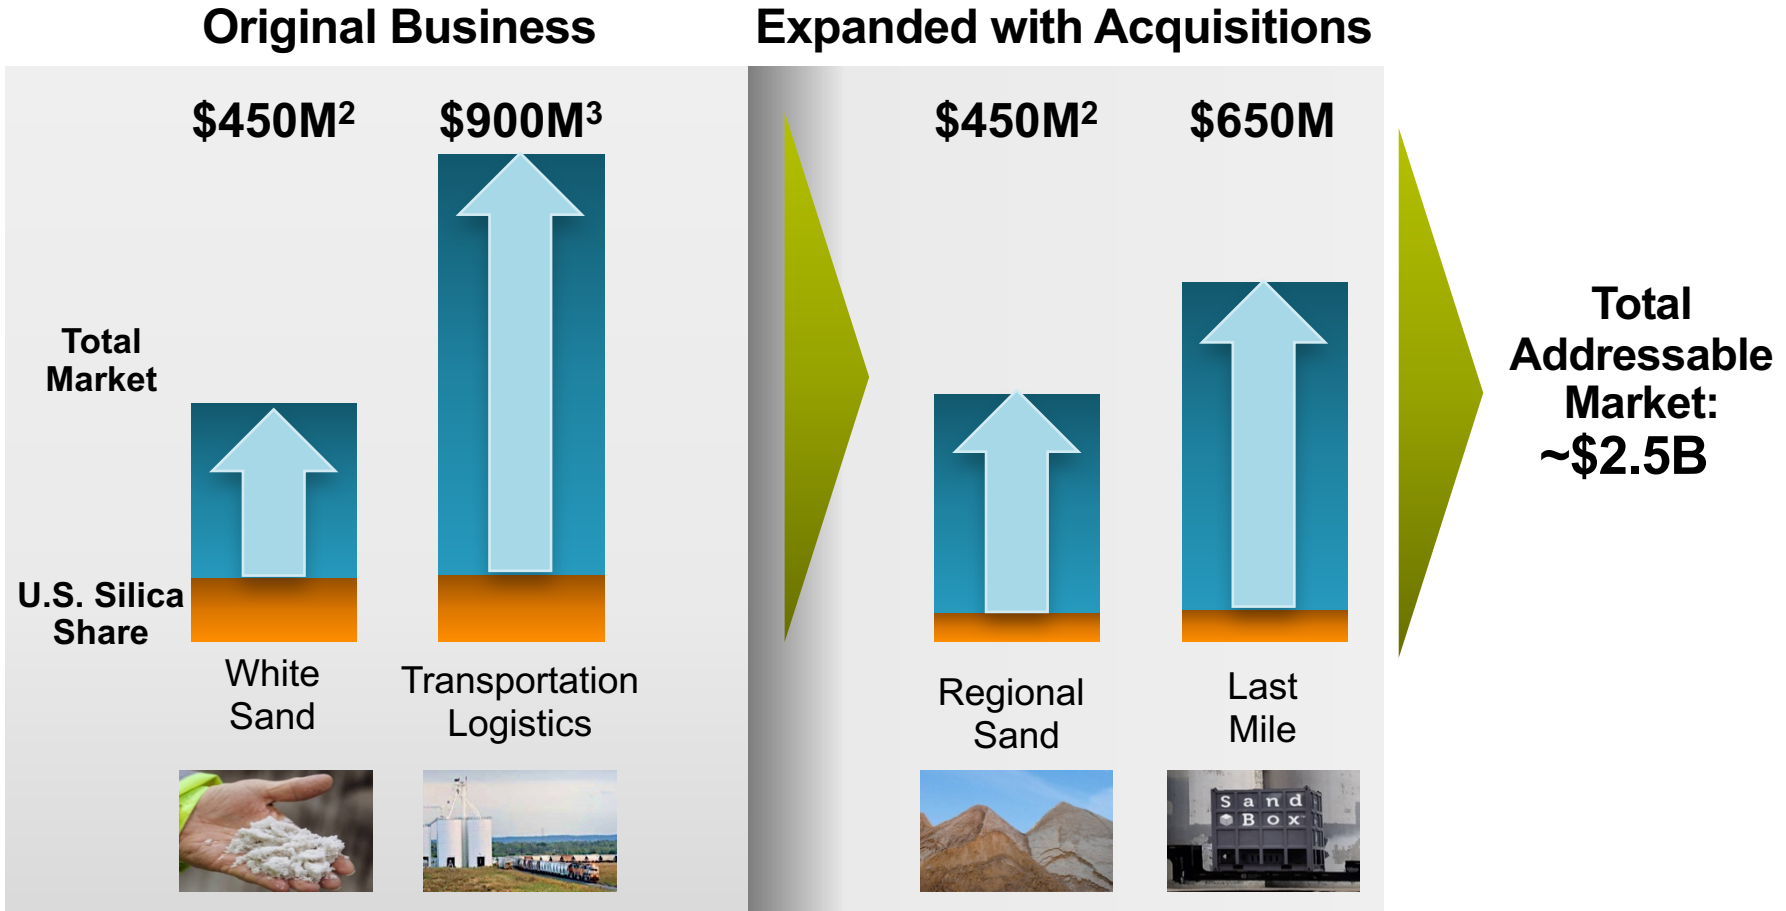 Original Business
Expanded with Acquisitions
$450M²
$900M³
$450M²
$650M
Total
Market
U.S. Silica
Share
White
Sand
Transportation
Logistics
Regional
Sand
Last
Mile
Sand
Box
Total
Addressable
Market:
~$2.5B